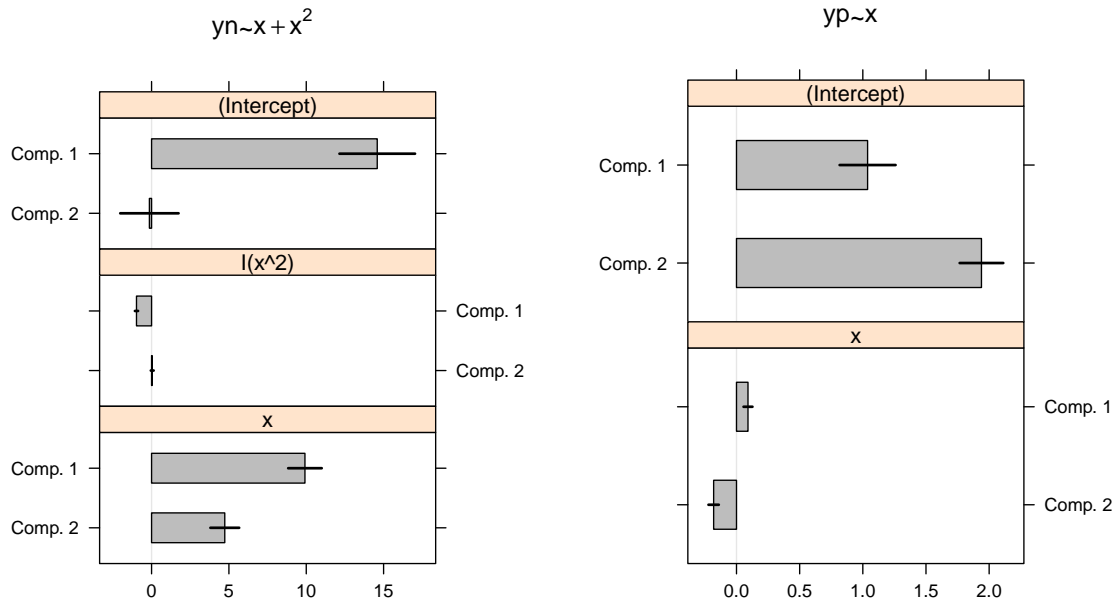 yn~x + x²
(Intercept)
Comp. 1
Comp. 2
I(x^2)
Comp. 1
Comp. 2
x
Comp. 1
Comp. 2
0 5 10 15
yp~x
(Intercept)
Comp. 1
Comp. 2
x
Comp. 1
Comp. 2
0.0 0.5 1.0 1.5 2.0